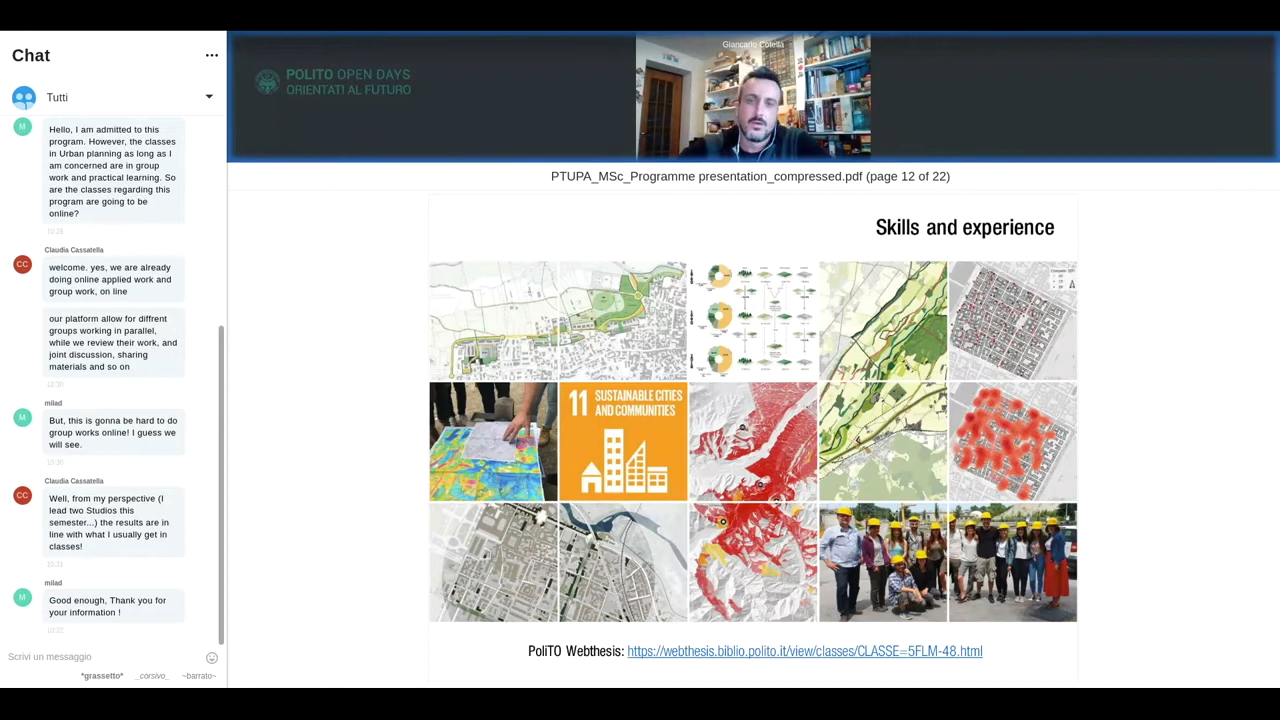 Chat
Tutti
Hello, I am admitted to this
program. However, the classes
in Urban planning as long as I
am concerned are in group
work and practical learning. So
are the classes regarding this
program are going to be
online?
Claudia Cassatella
welcome. yes, we are already
doing online applied work and
group work, on line
our platform allow for diffrent
groups working in parallel,
while we review their work, and
joint discussion, sharing
materials and so on
milad
But, this is gonna be hard to do
group works online! I guess we
will see.
Claudia Cassatella
Well, from my perspective (I
lead two Studios this
semester...) the results are in
line with what I usually get in
classes!
milad
Good enough, Thank you for
your information !
Scrivi un messaggio
*grassetto* _corsivo_ ~barrato~
POLITO OPEN DAYS
ORIENTATI AL FUTURO
Giancarlo Cotella
PTUPA_MSc_Programme presentation_compressed.pdf (page 12 of 22)
Skills and experience
11 SUSTAINABLE CITIES
AND COMMUNITIES
PoliTO Webthesis: https://webthesis.biblio.polito.it/view/classes/CLASSE=5FLM-48.html